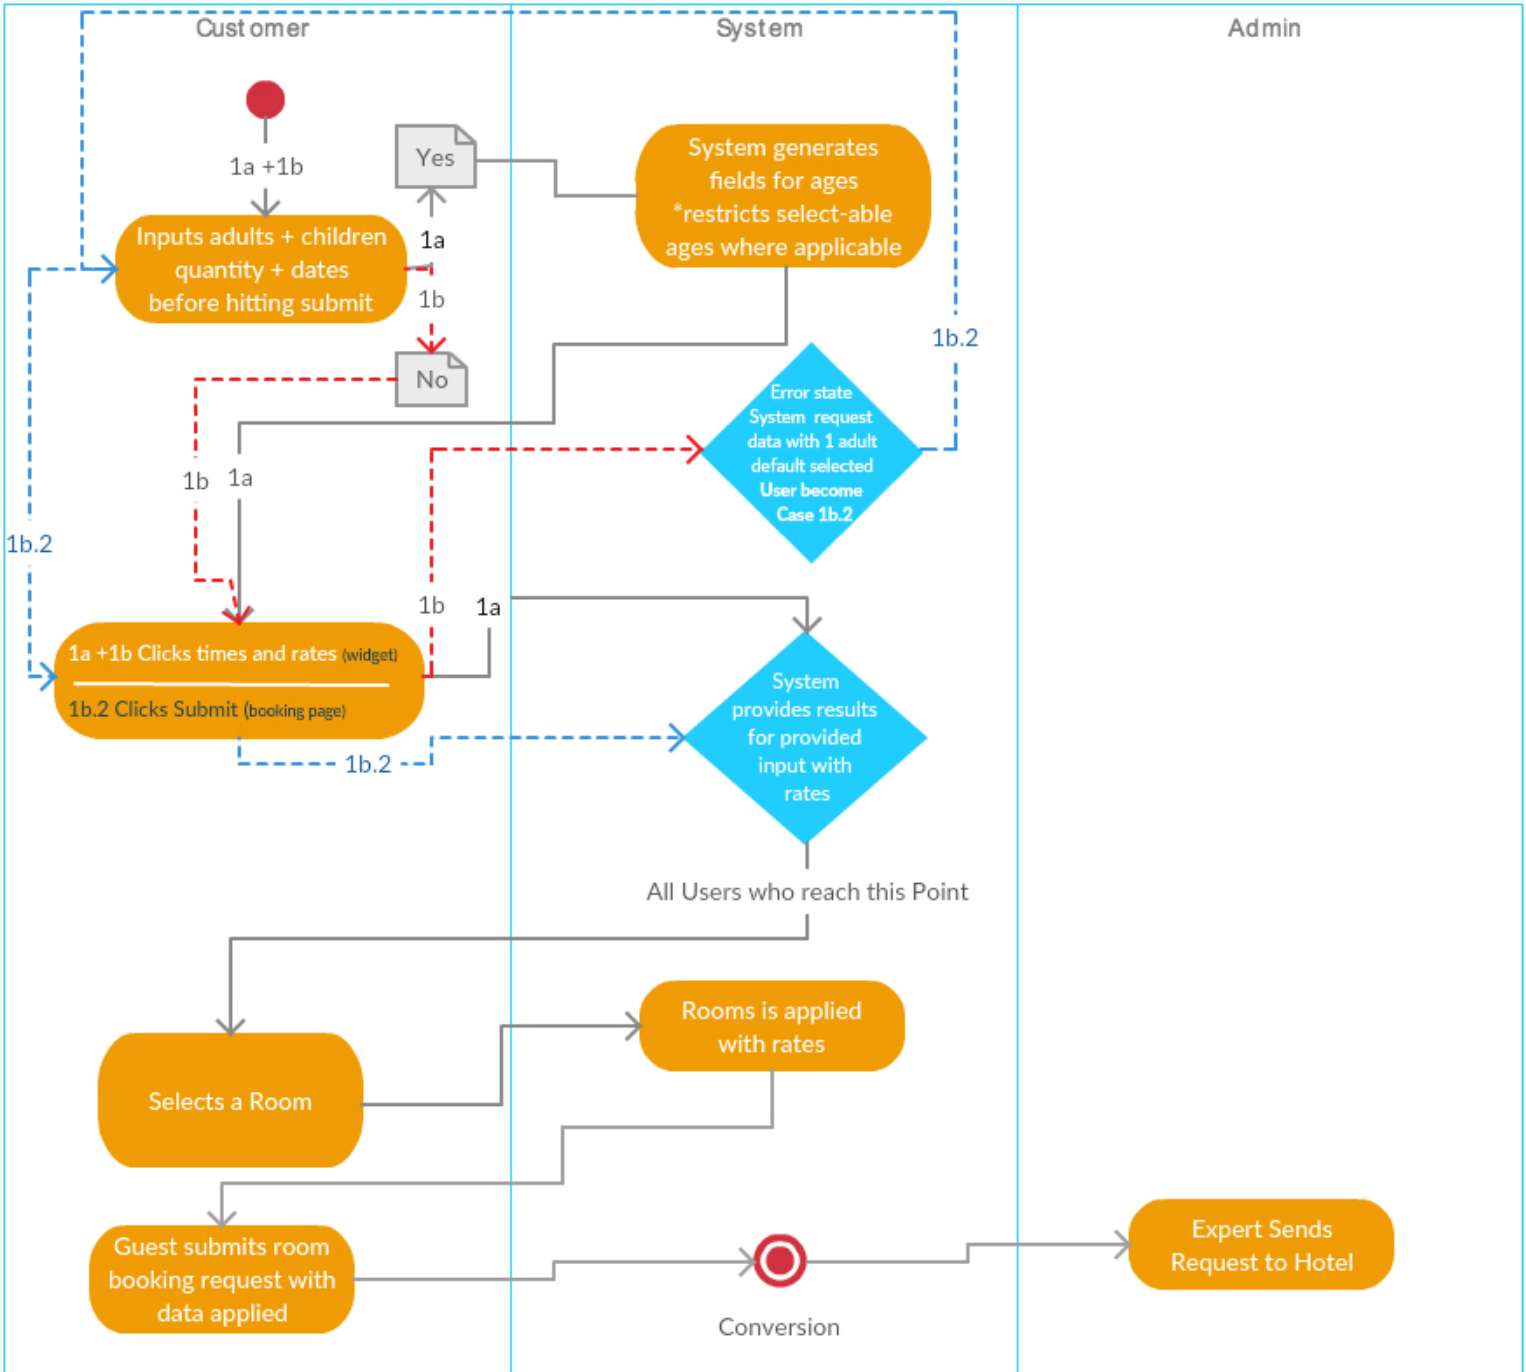 Customer
System
Admin
1a +1b
Inputs adults + children
quantity + dates
before hitting submit
Yes
1a
1b
No
System generates
fields for ages
*restricts select-able
ages where applicable
1b.2
Error state
System request
data with 1 adult
default selected
User become
Case 1b.2
1b
1a
1b.2
1b
1a
1a +1b Clicks times and rates (widget)
1b.2 Clicks Submit (booking page)
1b.2
System
provides results
for provided
input with
rates
All Users who reach this Point
Rooms is applied
with rates
Selects a Room
Guest submits room
booking request with
data applied
Conversion
Expert Sends
Request to Hotel